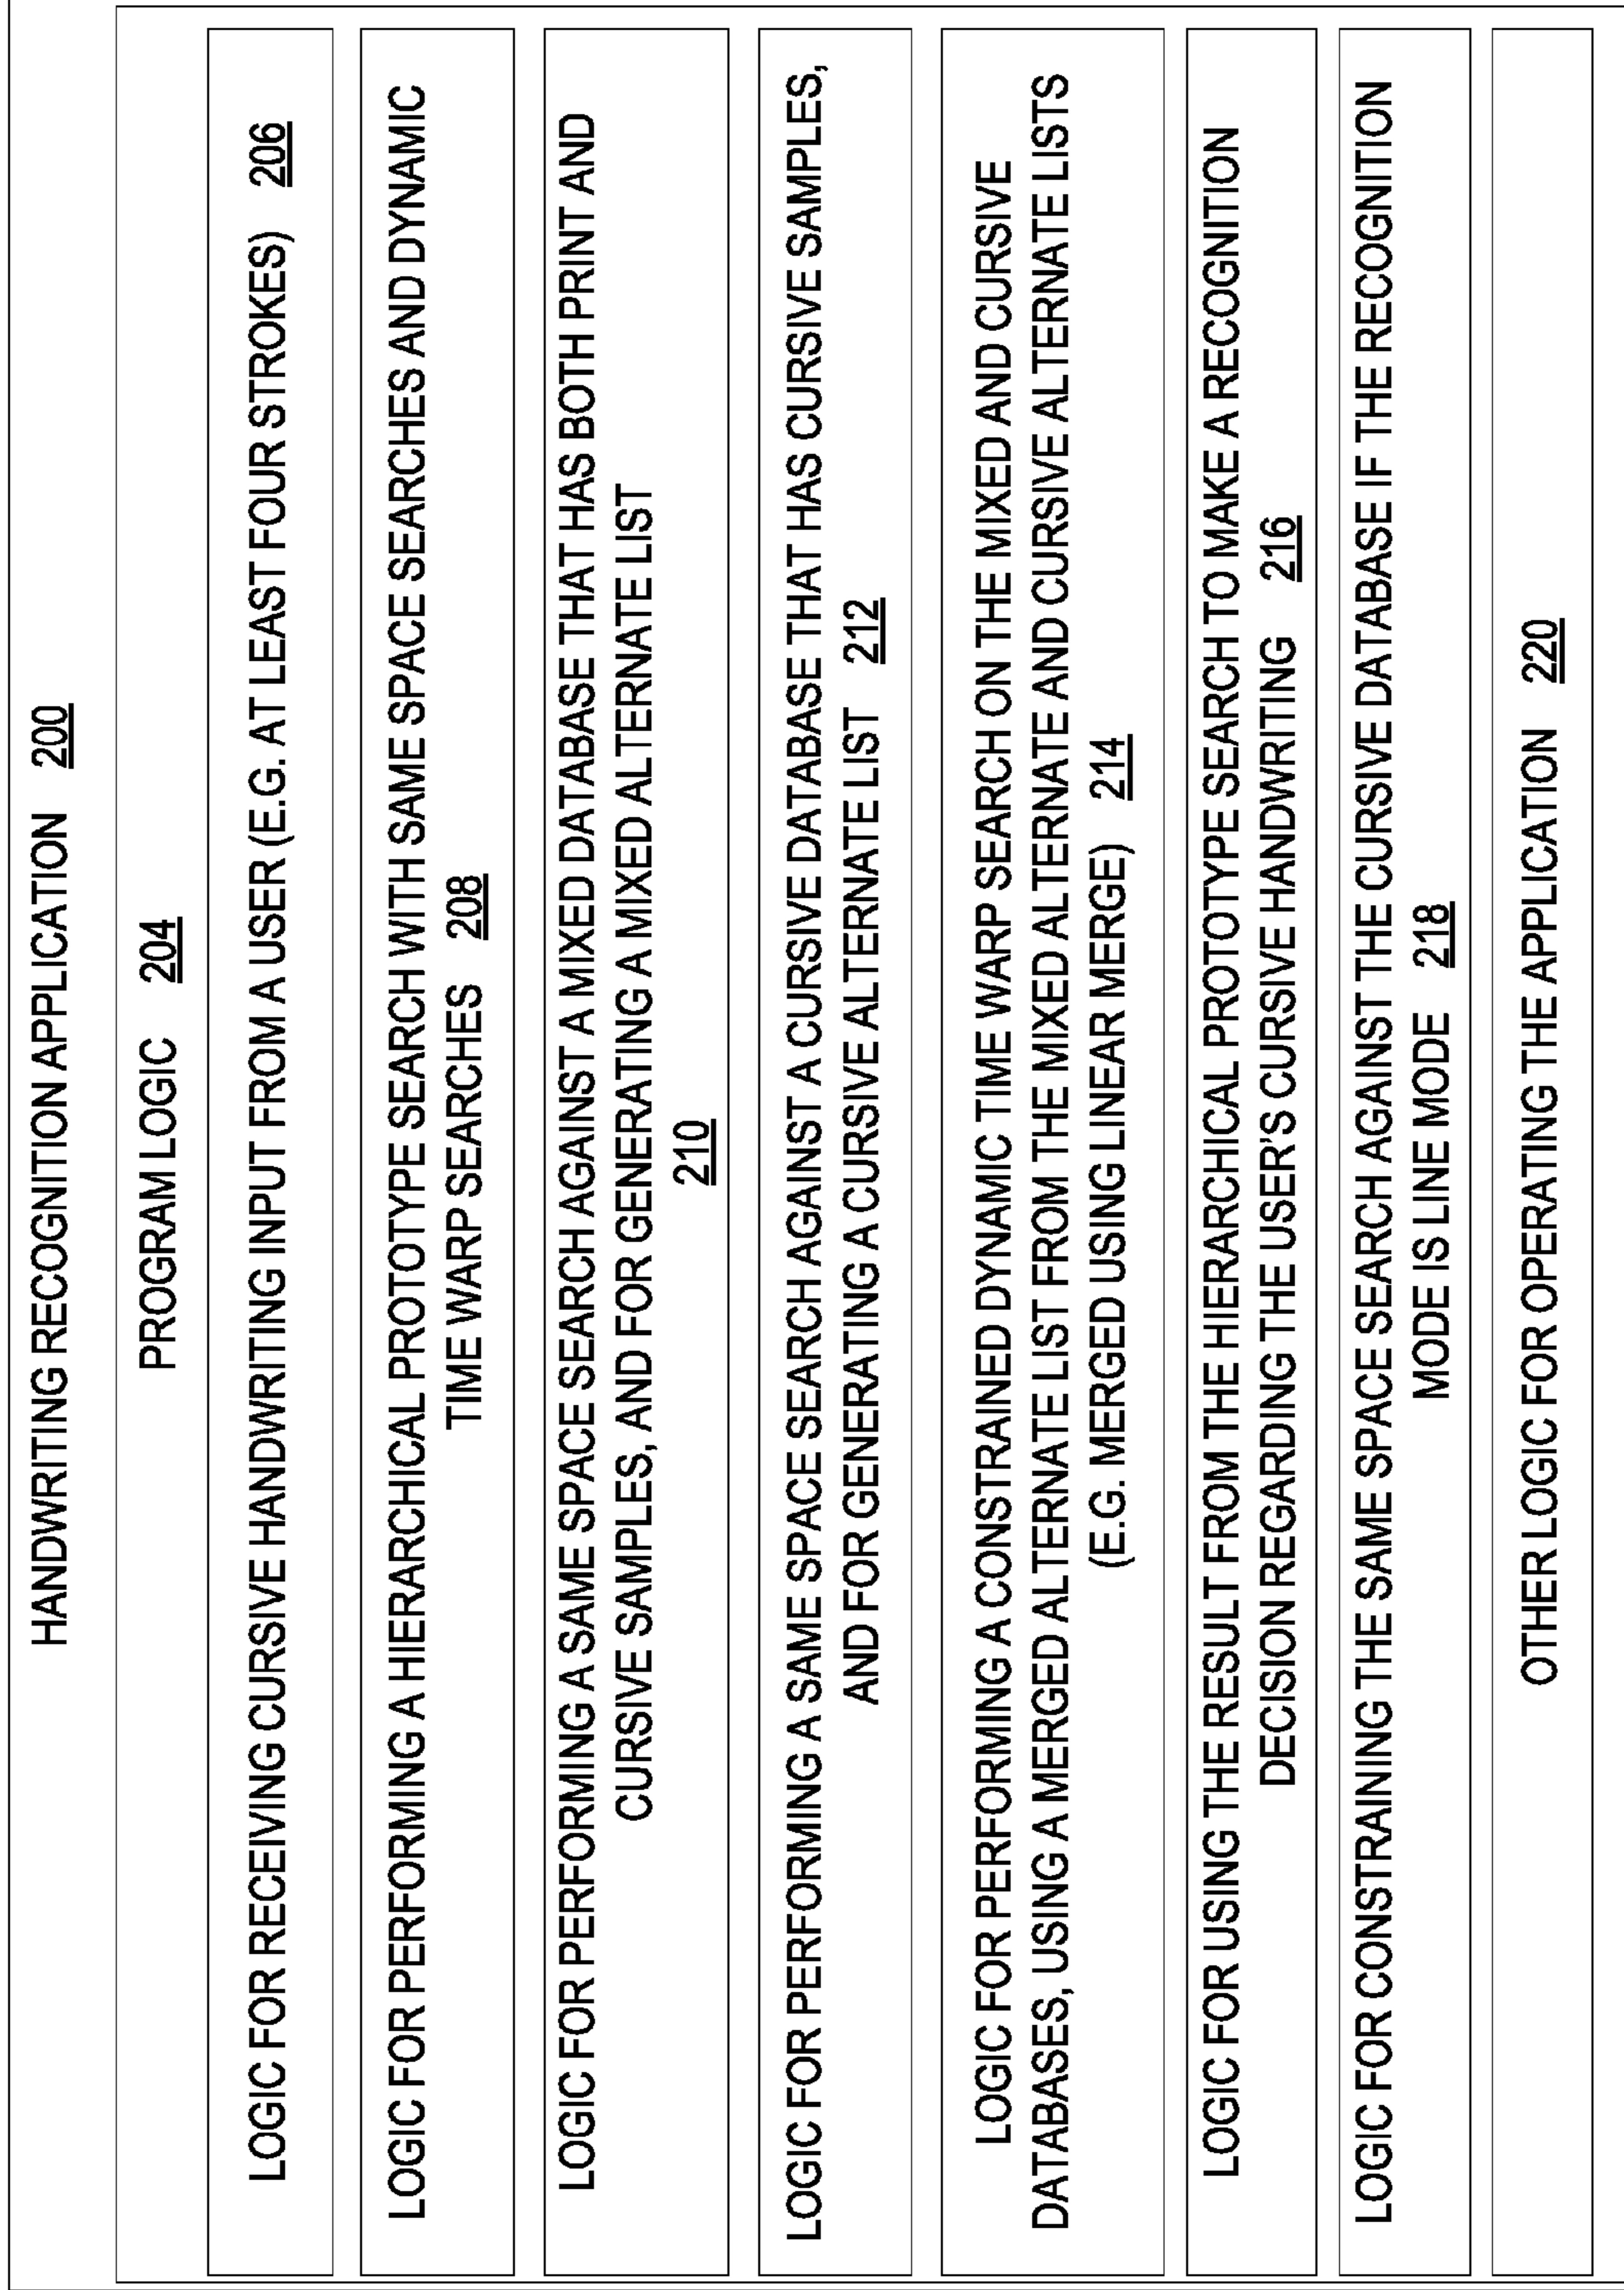 HANDWRITING RECOGNITION APPLICATION 200
PROGRAM LOGIC 204
LOGIC FOR RECEIVING CURSIVE HANDWRITING INPUT FROM A USER (E.G. AT LEAST FOUR STROKES) 206
LOGIC FOR PERFORMING A HIERARCHICAL PROTOTYPE SEARCH WITH SAME SPACE SEARCHES AND DYNAMIC
TIME WARP SEARCHES 208
LOGIC FOR PERFORMING A SAME SPACE SEARCH AGAINST A MIXED DATABASE THAT HAS BOTH PRINT AND
CURSIVE SAMPLES, AND FOR GENERATING A MIXED ALTERNATE LIST
210
LOGIC FOR PERFORMING A SAME SPACE SEARCH AGAINST A CURSIVE DATABASE THAT HAS CURSIVE SAMPLES,
AND FOR GENERATING A CURSIVE ALTERNATE LIST 212
LOGIC FOR PERFORMING A CONSTRAINED DYNAMIC TIME WARP SEARCH ON THE MIXED AND CURSIVE
DATABASES, USING A MERGED ALTERNATE LIST FROM THE MIXED ALTERNATE AND CURSIVE ALTERNATE LISTS
(E.G. MERGED USING LINEAR MERGE) 214
LOGIC FOR USING THE RESULT FROM THE HIERARCHICAL PROTOTYPE SEARCH TO MAKE A RECOGNITION
DECISION REGARDING THE USER'S CURSIVE HANDWRITING 216
LOGIC FOR CONSTRAINING THE SAME SPACE SEARCH AGAINST THE CURSIVE DATABASE IF THE RECOGNITION
MODE IS LINE MODE 218
OTHER LOGIC FOR OPERATING THE APPLICATION 220